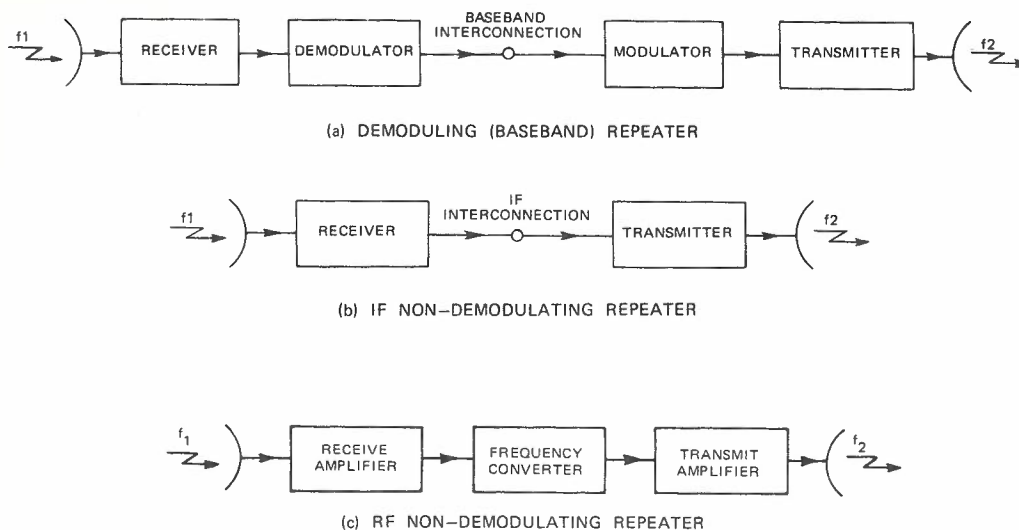 f1
RECEIVER
DEMODULATOR
BASEBAND
INTERCONNECTION
MODULATOR
TRANSMITTER
f2
(a) DEMODULING (BASEBAND) REPEATER
f1
RECEIVER
IF
INTERCONNECTION
TRANSMITTER
f2
(b) IF NON–DEMODULATING REPEATER
f1
RECEIVE
AMPLIFIER
FREQUENCY
CONVERTER
TRANSMIT
AMPLIFIER
f2
(c) RF NON–DEMODULATING REPEATER